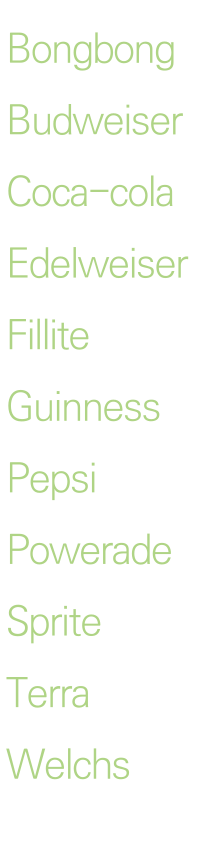 Bongbong
Budweiser
Coca-cola
Edelweiser
Fillite
Guinness
Pepsi
Powerade
Sprite
Terra
Welchs